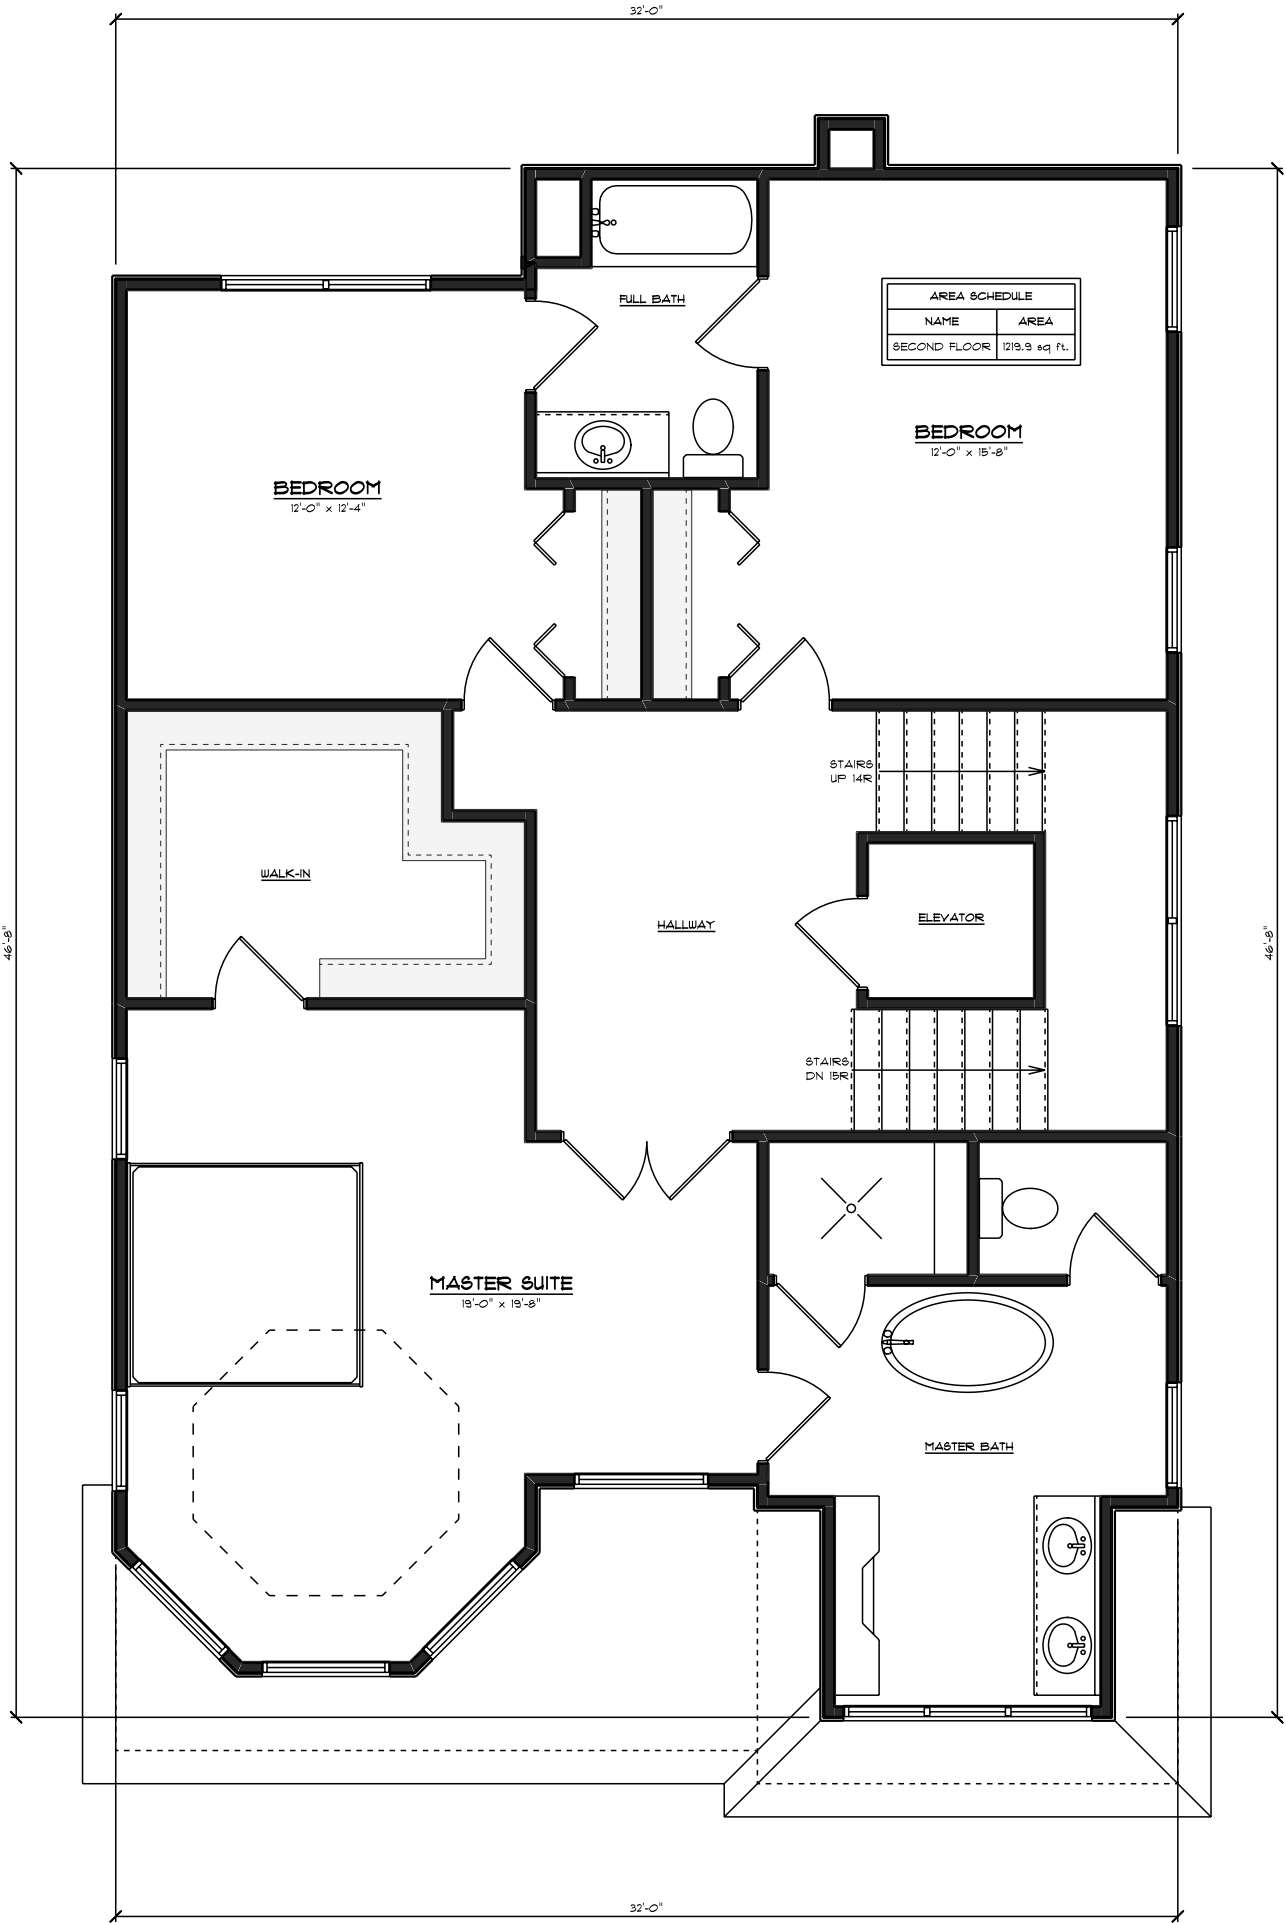 32'-0"
AREA SCHEDULE
NAME AREA
SECOND FLOOR 1219.9 sq ft.
FULL BATH
BEDROOM
12'-0" x 15'-8"
BEDROOM
12'-0" x 12'-4"
STAIRS
UP 14R
WALK-IN
HALLWAY
ELEVATOR
46'-8"
46'-8"
STAIRS
DN 15R
MASTER SUITE
19'-0" x 19'-8"
MASTER BATH
32'-0"